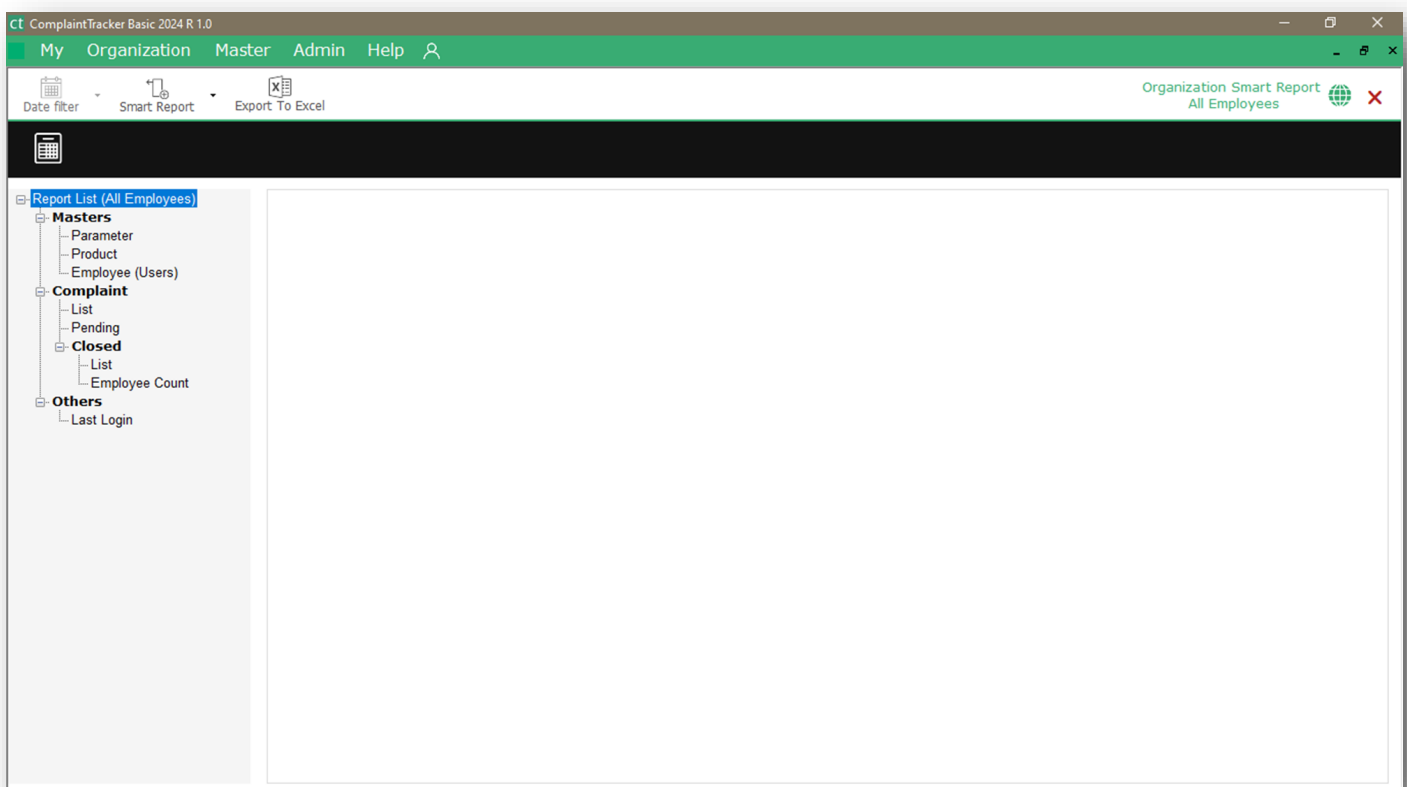 ct ComplaintTracker Basic 2024 R 1.0
My Organization Master Admin Help
Date filter Smart Report Export To Excel
Organization Smart Report
All Employees
Report List (All Employees)
Masters
Parameter
Product
Employee (Users)
Complaint
List
Pending
Closed
List
Employee Count
Others
Last Login